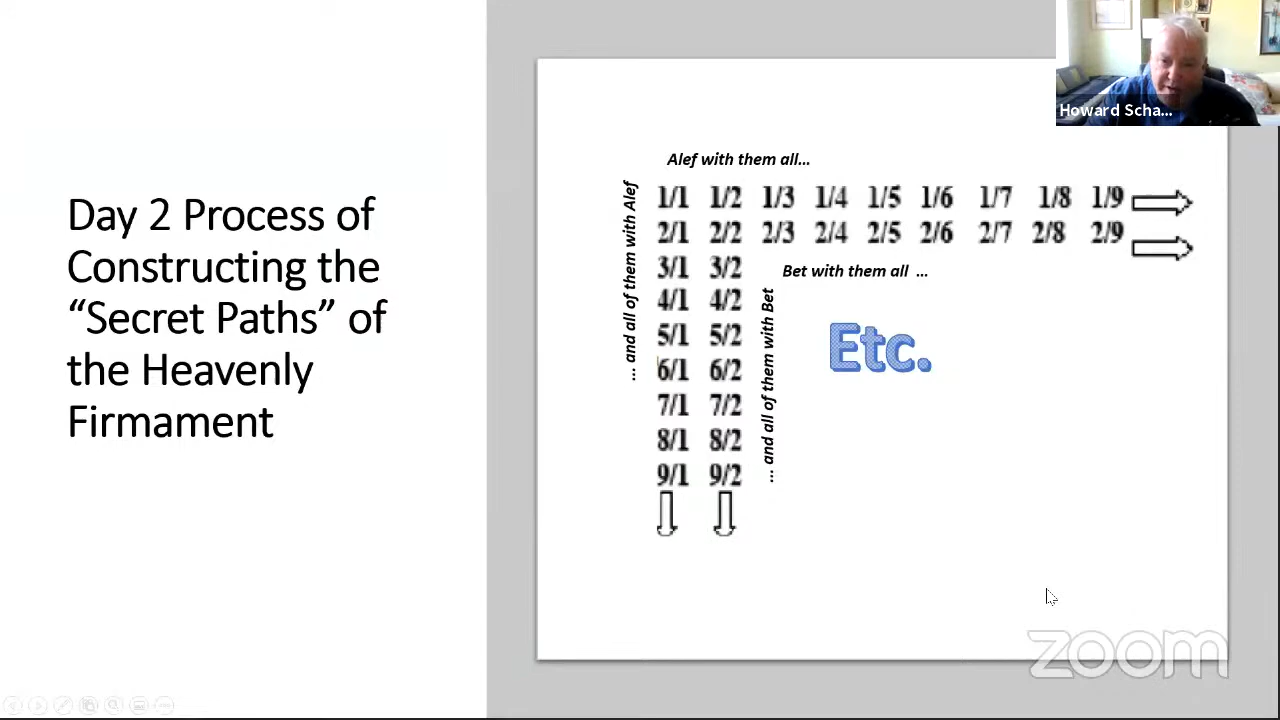 Day 2 Process of
Constructing the
“Secret Paths” of
the Heavenly
Firmament
Howard Scha...
Alef with them all...
... and all of them with Alef
1/1 1/2 1/3 1/4 1/5 1/6 1/7 1/8 1/9
2/1 2/2 2/3 2/4 2/5 2/6 2/7 2/8 2/9
3/1 3/2
4/1 4/2
5/1 5/2
6/1 6/2
7/1 7/2
8/1 8/2
9/1 9/2
Bet with them all ...
... and all of them with Bet
Etc.
zoom